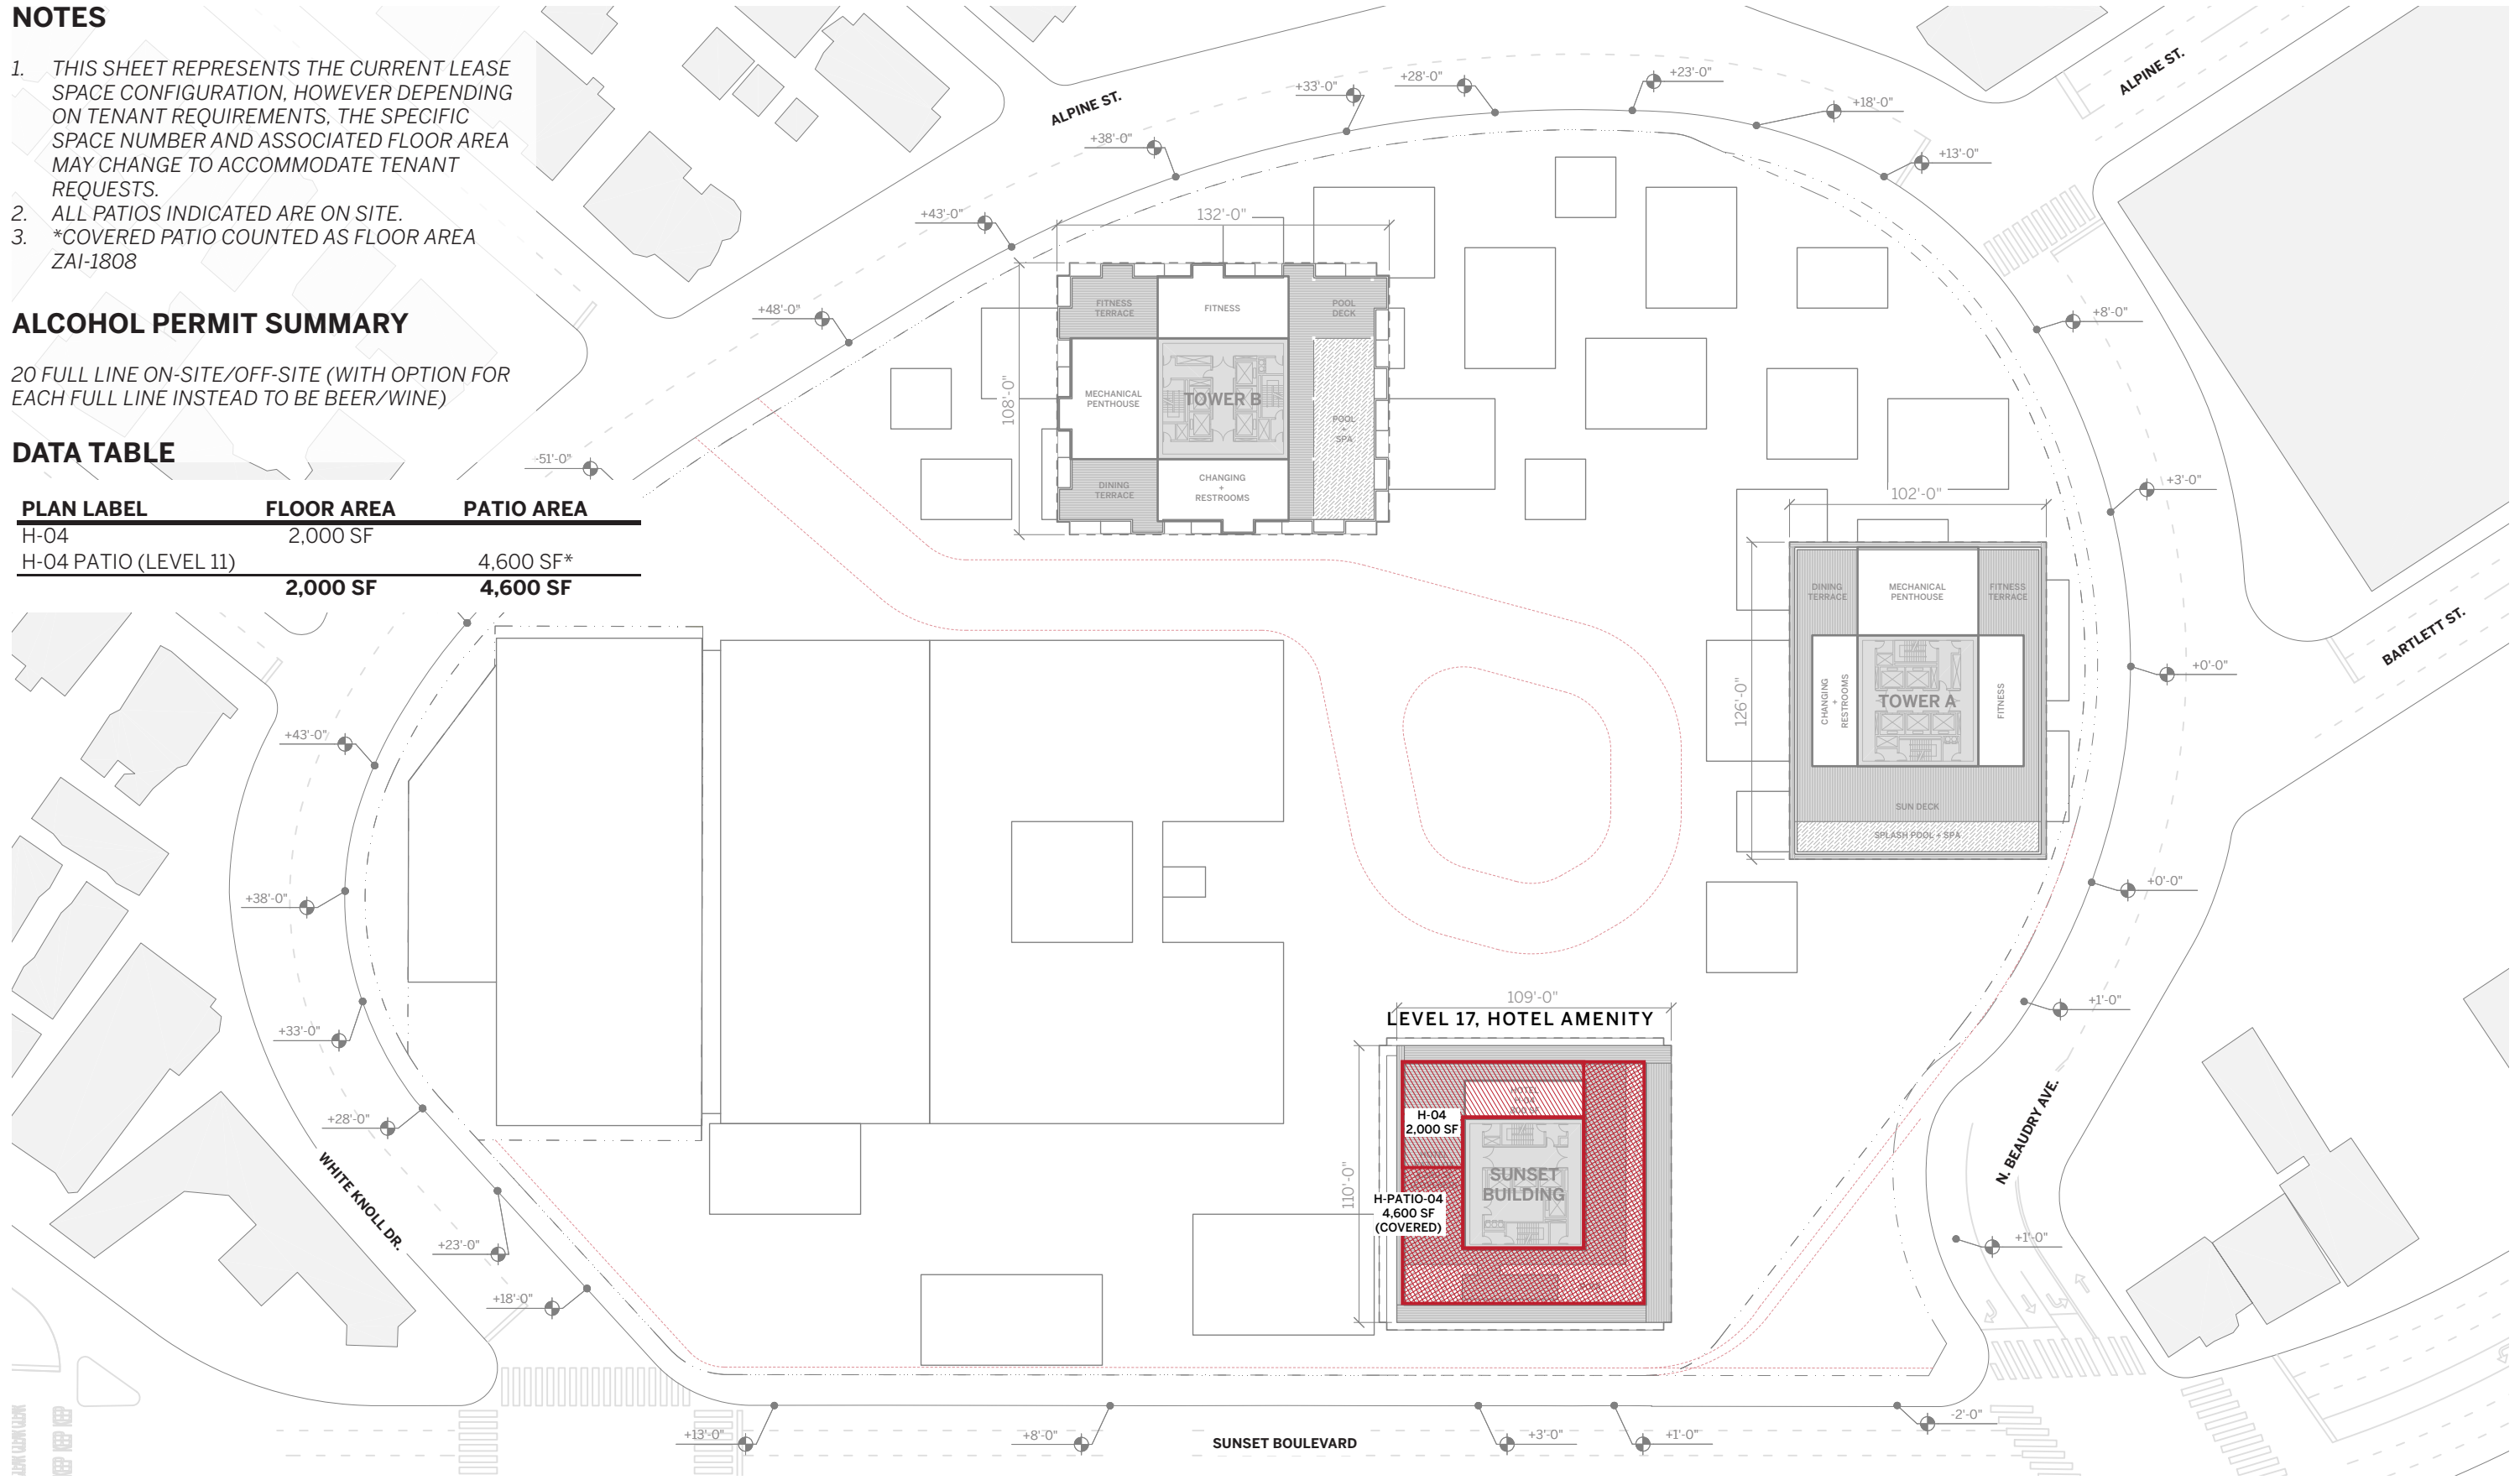 NOTES
1. THIS SHEET REPRESENTS THE CURRENT LEASE
SPACE CONFIGURATION, HOWEVER DEPENDING
ON TENANT REQUIREMENTS, THE SPECIFIC
SPACE NUMBER AND ASSOCIATED FLOOR AREA
MAY CHANGE TO ACCOMMODATE TENANT
REQUESTS.
2. ALL PATIOS INDICATED ARE ON SITE.
3. *COVERED PATIO COUNTED AS FLOOR AREA
ZAI-1808
ALCOHOL PERMIT SUMMARY
20 FULL LINE ON-SITE/OFF-SITE (WITH OPTION FOR
EACH FULL LINE INSTEAD TO BE BEER/WINE)
DATA TABLE
PLAN LABEL FLOOR AREA PATIO AREA
H-04 2,000 SF
H-04 PATIO (LEVEL 11) 4,600 SF*
2,000 SF 4,600 SF
ALPINE ST.
ALPINE ST.
BARTLETT ST.
N. BEAUDRY AVE.
WHITE KNOLL DR.
SUNSET BOULEVARD
+33'-0"
+28'-0"
+23'-0"
+18'-0"
+38'-0"
+13'-0"
+43'-0"
+48'-0"
+8'-0"
-51'-0"
+3'-0"
+0'-0"
+0'-0"
+1'-0"
+1'-0"
-2'-0"
+43'-0"
+38'-0"
+33'-0"
+28'-0"
+23'-0"
+18'-0"
+13'-0"
+8'-0"
+3'-0"
+1'-0"
132'-0"
108'-0"
FITNESS
TERRACE
FITNESS
POOL
DECK
MECHANICAL
PENTHOUSE
TOWER B
POOL
+
SPA
DINING
TERRACE
CHANGING
+
RESTROOMS
102'-0"
126'-0"
DINING
TERRACE
MECHANICAL
PENTHOUSE
FITNESS
TERRACE
CHANGING
+
RESTROOMS
TOWER A
FITNESS
SUN DECK
SPLASH POOL + SPA
109'-0"
LEVEL 17, HOTEL AMENITY
110'-0"
HOTEL
H-04
H-04
2,000 SF
HOTEL
SUNSET
BUILDING
H-PATIO-04
4,600 SF
(COVERED)
POOL